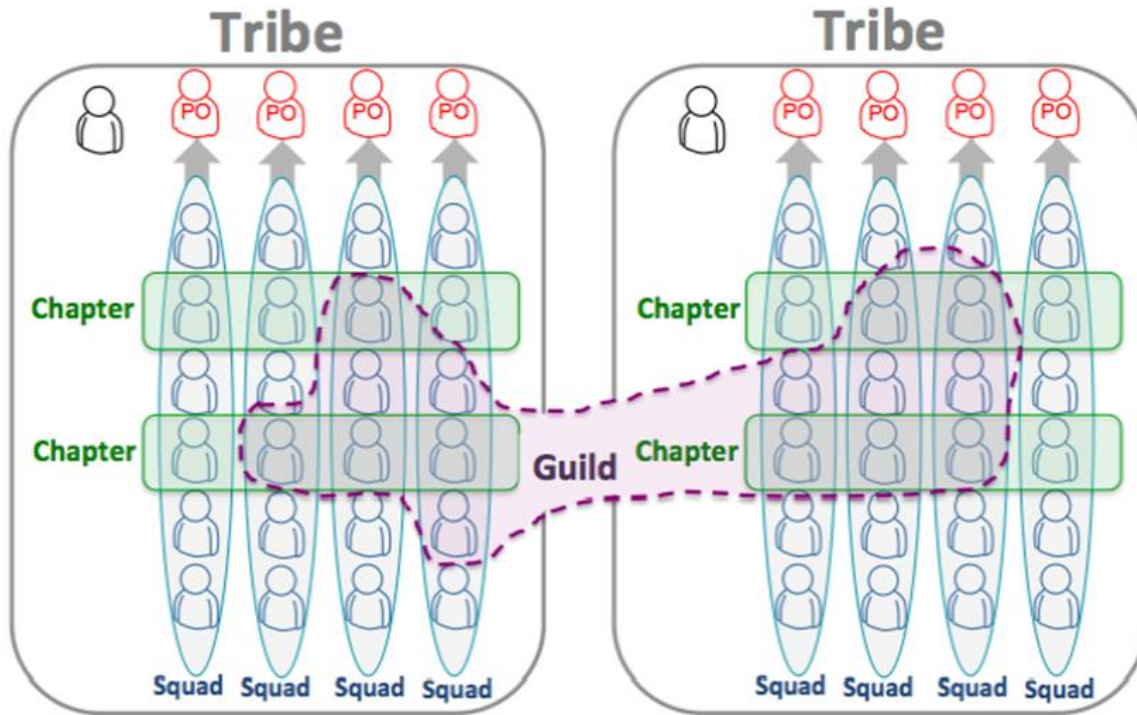 Tribe Tribe
PO PO PO PO PO PO PO PO
Chapter Chapter
Chapter Guild Chapter
Squad Squad Squad Squad Squad Squad Squad Squad